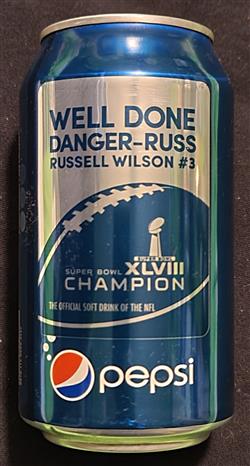 WELL DONE
DANGER-RUSS
RUSSELL WILSON #3
SUPER BOWL
XLVIII
SUPER BOWL
CHAMPION
THE OFFICIAL SOFT DRINK OF THE NFL
pepsi